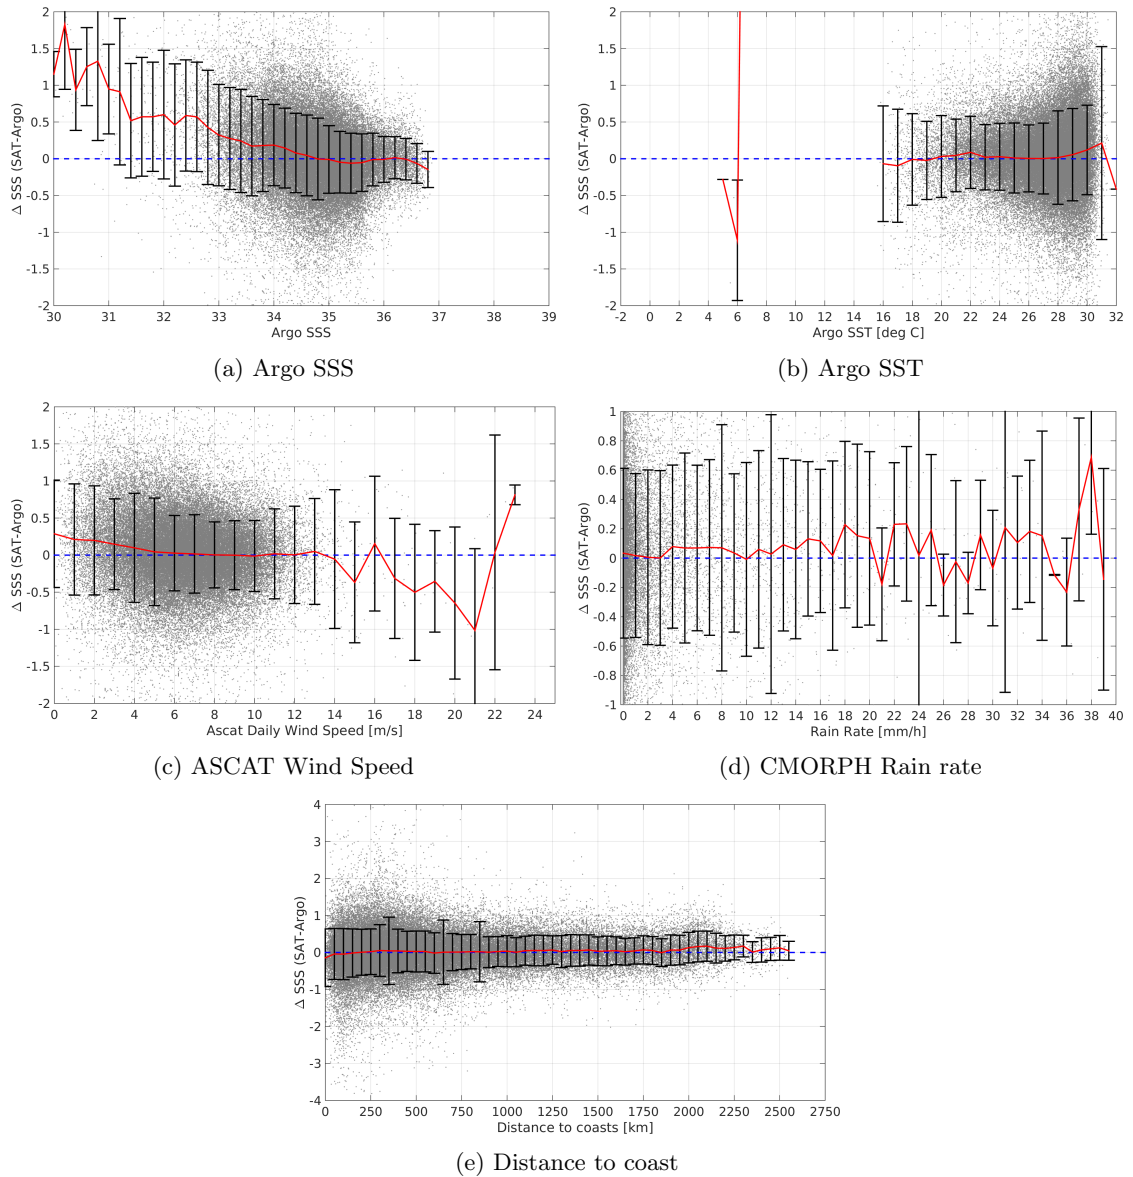 2
1.5
1
0.5
0
-0.5
-1
-1.5
-2
Δ SSS (SAT-Argo)
30 31 32 33 34 35 36 37 38 39
Argo SSS
(a) Argo SSS
2
1.5
1
0.5
0
-0.5
-1
-1.5
-2
Δ SSS (SAT-Argo)
-2 0 2 4 6 8 10 12 14 16 18 20 22 24 26 28 30 32
Argo SST [deg C]
(b) Argo SST
2
1.5
1
0.5
0
-0.5
-1
-1.5
-2
Δ SSS (SAT-Argo)
0 2 4 6 8 10 12 14 16 18 20 22 24
Ascat Daily Wind Speed [m/s]
(c) ASCAT Wind Speed
1
0.8
0.6
0.4
0.2
0
-0.2
-0.4
-0.6
-0.8
-1
Δ SSS (SAT-Argo)
0 2 4 6 8 10 12 14 16 18 20 22 24 26 28 30 32 34 36 38 40
Rain Rate [mm/h]
(d) CMORPH Rain rate
4
3
2
1
0
-1
-2
-3
-4
Δ SSS (SAT-Argo)
0 250 500 750 1000 1250 1500 1750 2000 2250 2500 2750
Distance to coasts [km]
(e) Distance to coast